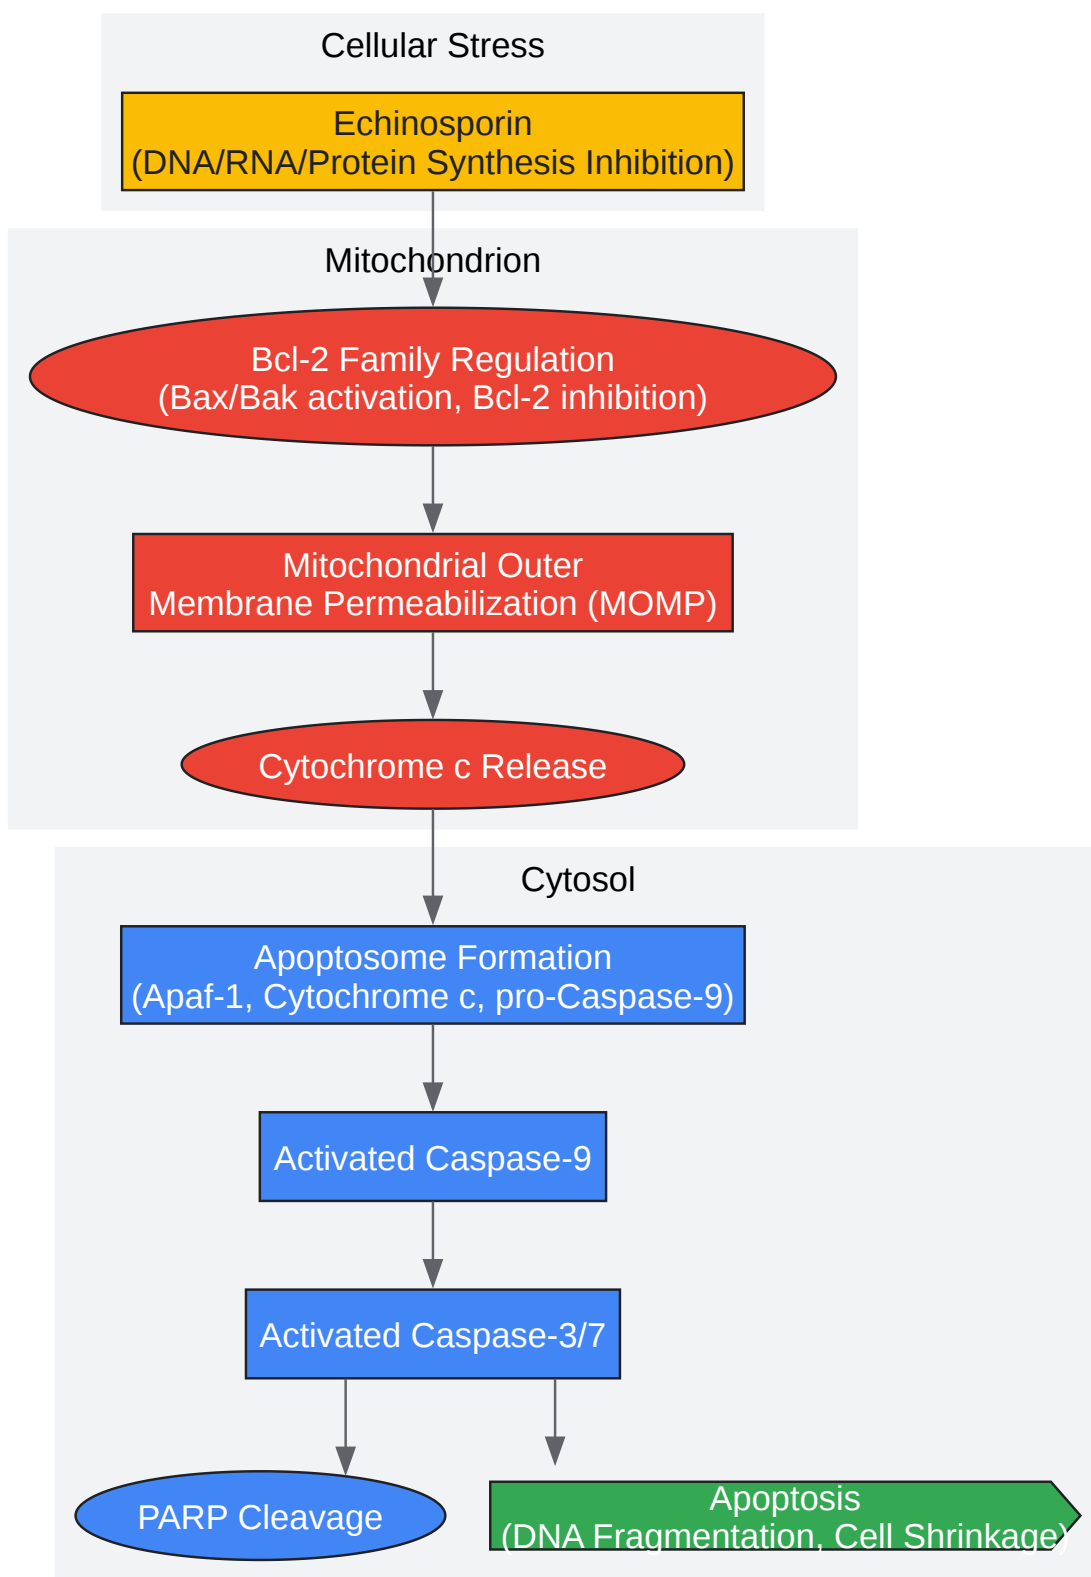 Cellular Stress
Echinosporin
(DNA/RNA/Protein Synthesis Inhibition)
Mitochondrion
Bcl-2 Family Regulation
(Bax/Bak activation, Bcl-2 inhibition)
Mitochondrial Outer
Membrane Permeabilization (MOMP)
Cytochrome c Release
Cytosol
Apoptosome Formation
(Apaf-1, Cytochrome c, pro-Caspase-9)
Activated Caspase-9
Activated Caspase-3/7
PARP Cleavage
Apoptosis
(DNA Fragmentation, Cell Shrinkage)